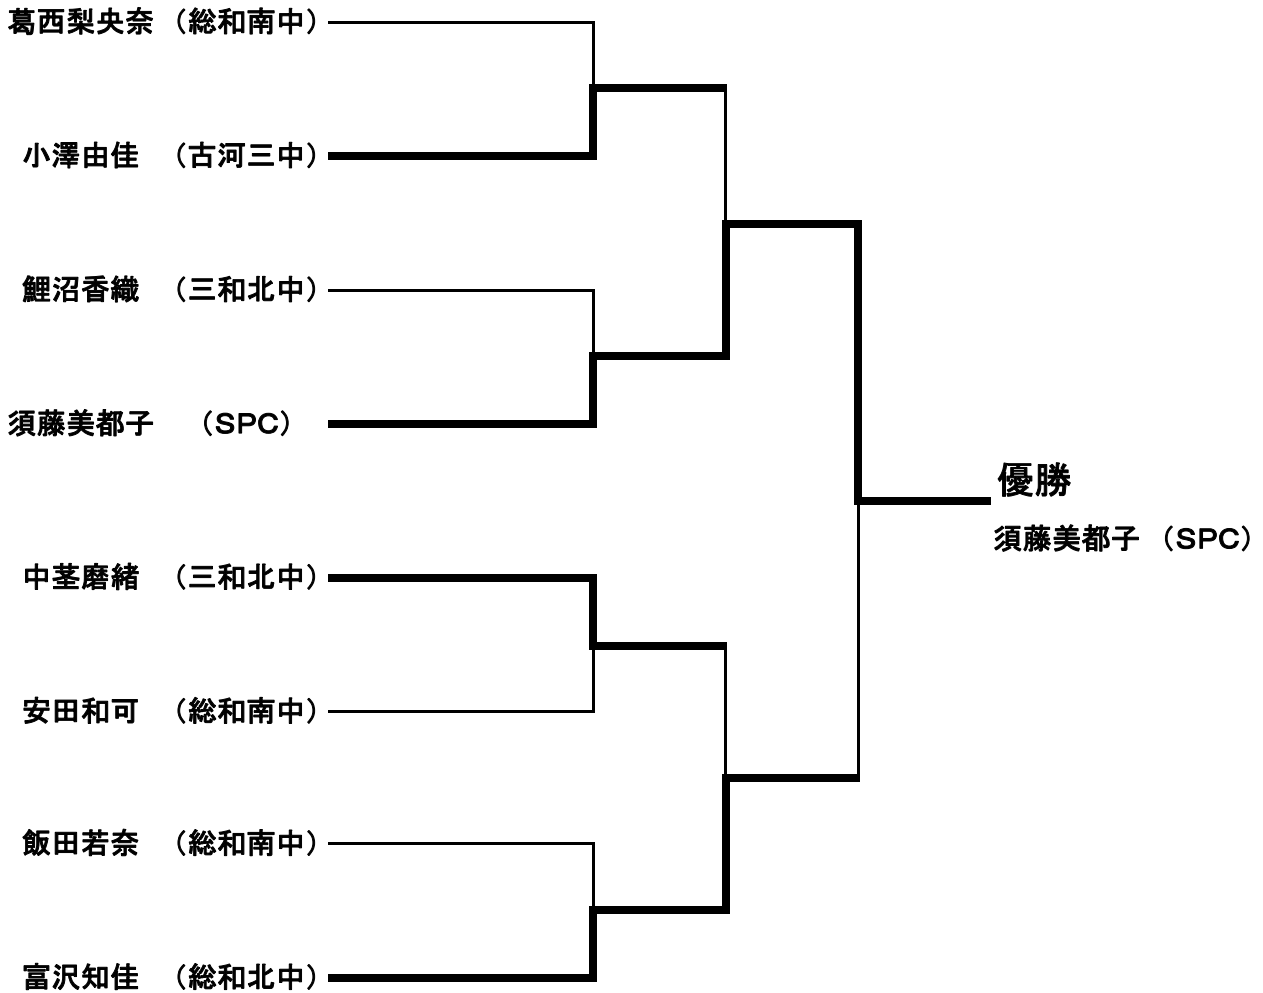 葛西梨央奈（総和南中）
小澤由佳　（古河三中）
鯉沼香織　（三和北中）
須藤美都子　（SPC）
優勝
須藤美都子（SPC）
中茎磨緒　（三和北中）
安田和可　（総和南中）
飯田若奈　（総和南中）
富沢知佳　（総和北中）